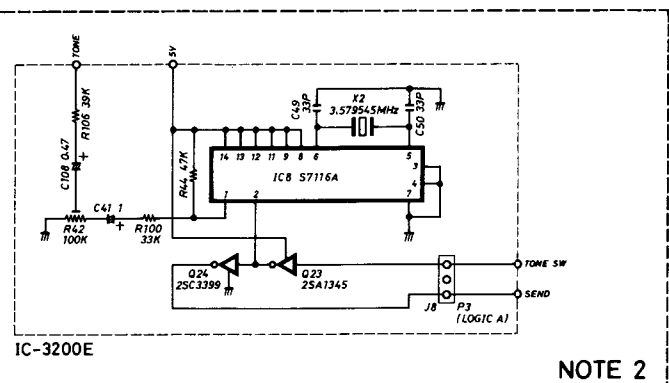 TONE
5V
R106 39K
C108 0.47
+
C49
33P
X2
3.579545MHz
C50 33P
14 13 12 11 9 8 6 5
IC8 S7116A
3
4
1 2 7
R44 47K
C41 1
+
R42
100K
R100
33K
Q24
2SC3399
Q23
2SA1345
TONE SW
SEND
J8 P3
(LOGIC A)
IC-3200E
NOTE 2